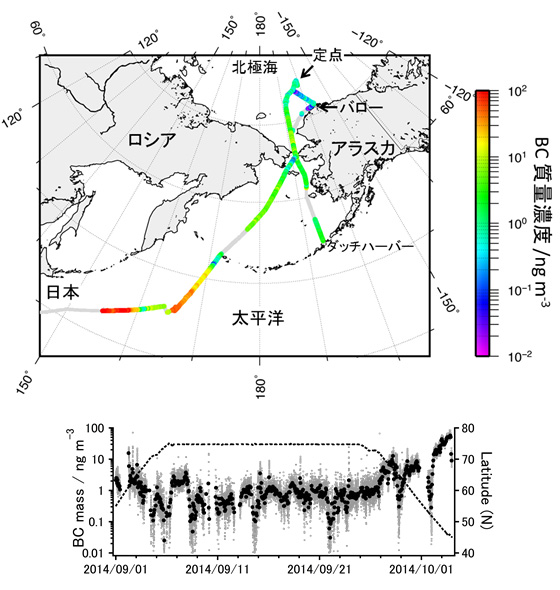 60°
120°
150°
180°
-150°
-120°
-120°
60°
120°
北極海
定点
バロー
ロシア
アラスカ
ダッチハーバー
日本
太平洋
150°
180°
-150°
10²
10¹
10⁰
10⁻¹
10⁻²
BC 質量濃度 /ng m⁻³
BC mass / ng m⁻³
100
10
1
0.1
0.01
80
70
60
50
40
Latitude (N)
2014/09/01
2014/09/11
2014/09/21
2014/10/01